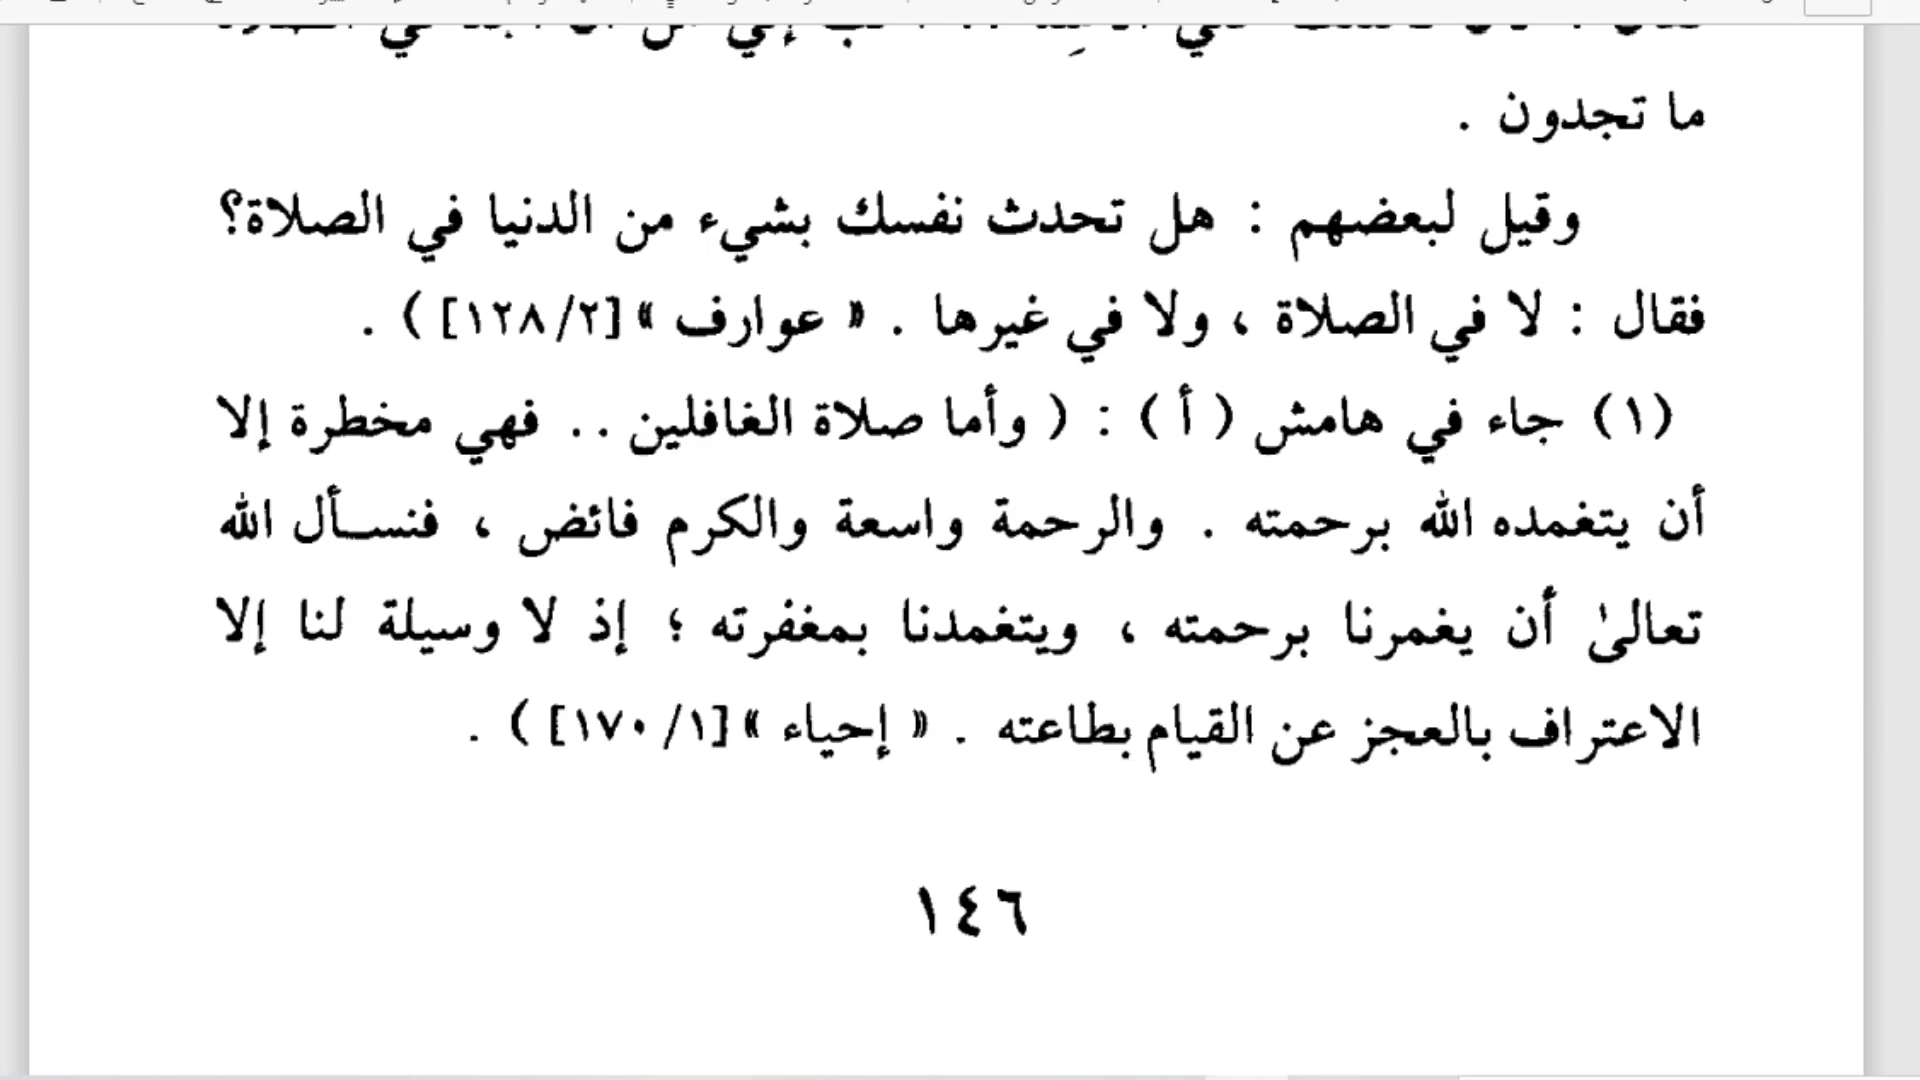 ما تجدون .
وقيل لبعضهم : هل تحدث نفسك بشيء من الدنيا في الصلاة؟
فقال : لا في الصلاة ، ولا في غيرها . « عوارف » [١٢٨/٢] ) .
(١) جاء في هامش ( أ ) : ( وأما صلاة الغافلين .. فهي مخطرة إلا
أن يتغمده الله برحمته . والرحمة واسعة والكرم فائض ، فنسـأل الله
تعالىٰ أن يغمرنا برحمته ، ويتغمدنا بمغفرته ؛ إذ لا وسيلة لنا إلا
الاعتراف بالعجز عن القيام بطاعته . « إحياء » [١٧٠/١] ) .
١٤٦